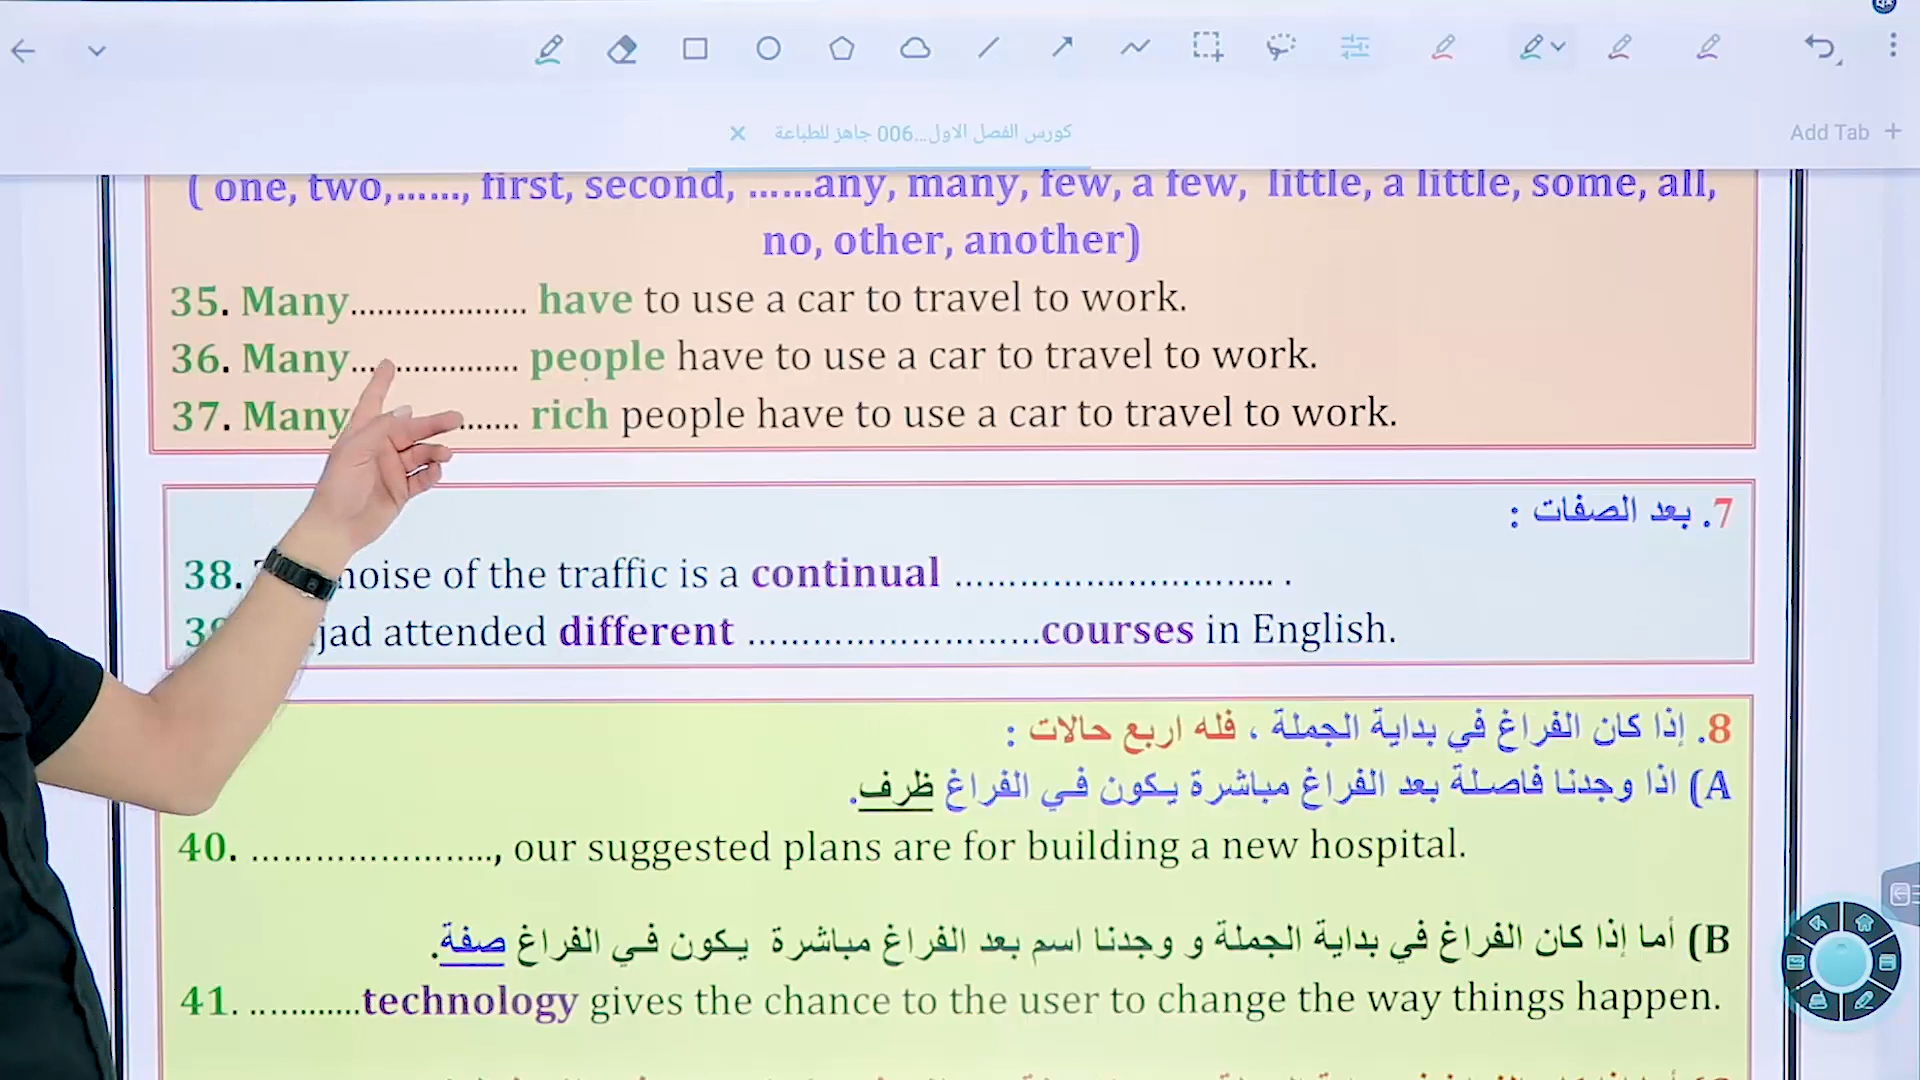 كورس الفصل الاول...006 جاهز للطباعة
Add Tab
( one, two,……, first, second, ……any, many, few, a few, little, a little, some, all,
no, other, another)
35. Many.................... have to use a car to travel to work.
36. Many................... people have to use a car to travel to work.
37. Many ....... rich people have to use a car to travel to work.
7. بعد الصفات :
38. noise of the traffic is a continual ………………………….. .
attended different ………………………courses in English.
8. إذا كان الفراغ في بداية الجملة ، فله اربع حالات :
A) اذا وجدنا فاصلة بعد الفراغ مباشرة يكون في الفراغ ظرف.
40. ………………….., our suggested plans are for building a new hospital.
B) أما إذا كان الفراغ في بداية الجملة و وجدنا اسم بعد الفراغ مباشرة يكون في الفراغ صفة.
41. ............technology gives the chance to the user to change the way things happen.